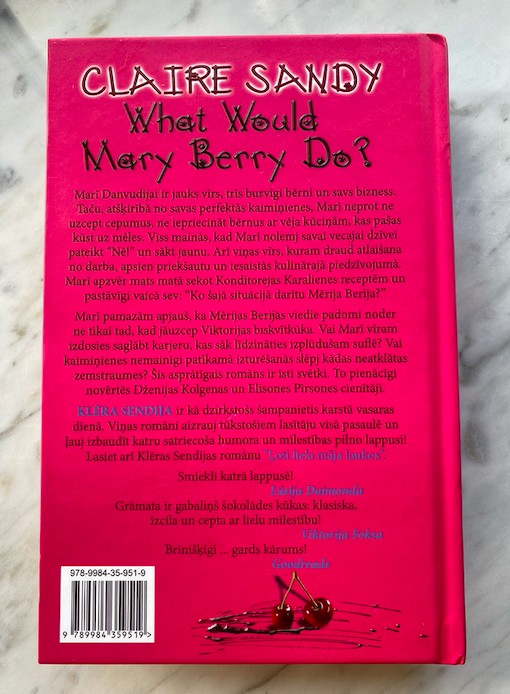 CLAIRE SANDY
What Would
Mary Berry Do?
Marī Danvudijai ir jauks vīrs, trīs burvīgi bērni un savs bizness.
Taču, atšķirībā no savas perfektās kaimiņienes, Marī neprot ne
uzcept cepumus, ne iepriecināt bērnus ar vēja kūciņām, kas pašas
kūst uz mēles. Viss mainās, kad Marī nolemj savai vecajai dzīvei
pateikt "Nē!" un sākt jaunu. Arī viņas vīrs, kuram draud atlaišana
no darba, apsien priekšautu un iesaistās kulinārajā piedzīvojumā.
Marī apzvēr mats matā sekot Konditorejas Karalienes receptēm un
pastāvīgi vaicā sev: "Ko šajā situācijā darītu Mērija Berija?"
Marī pamazām apjauš, ka Mērijas Berijas viedie padomi noder
ne tikai tad, kad jāuzcep Viktorijas biskvītkūka. Vai Marī vīram
izdosies saglābt karjeru, kas sāk līdzināties izplūdušam suflē? Vai
kaimiņienes nemainīgi patīkamā izturēšanās slēpj kādas neatklātas
zemstraumes? Šis asprātīgais romāns ir īsti svētki. To pienācīgi
novērtēs Dženijas Kolgenas un Elisones Pīrsones cienītāji.
KLĒRA SENDIJA ir kā dzirkstošs šampanietis karstā vasaras
dienā. Viņas romāni aizrauj tūkstošiem lasītāju visā pasaulē un
ļauj izbaudīt katru satriecoša humora un mīlestības pilno lappusi!
Lasiet arī Klēras Sendijas romānu "Ļoti lielu māju laukos"
Smiekli katrā lappusē!
Lūsija Daimonda
Grāmata ir gabaliņš šokolādes kūkas: klasiska,
izcila un cepta ar lielu mīlestību!
Viktorija Foksa
Brīnišķīgi ... gards kārums!
Goodreads
978-9984-35-951-9
9 789984 359519 >